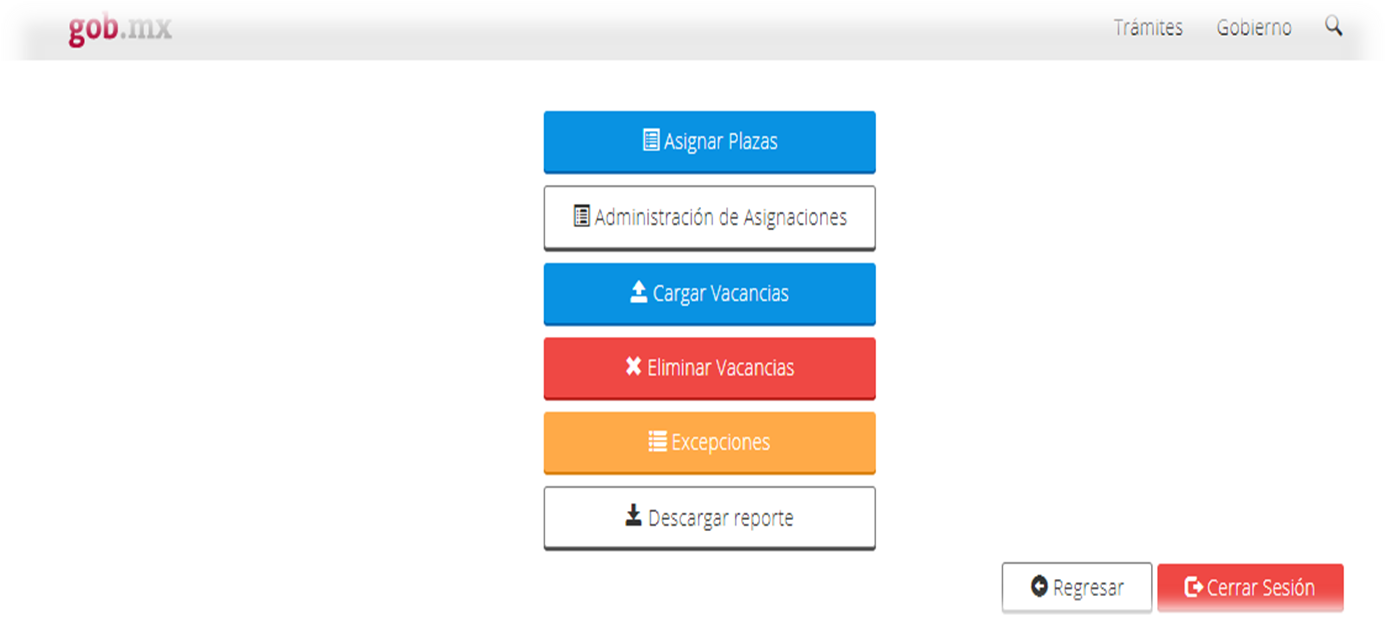 gob.mx
Trámites Gobierno
Asignar Plazas
Administración de Asignaciones
Cargar Vacancias
Eliminar Vacancias
Excepciones
Descargar reporte
Regresar Cerrar Sesión